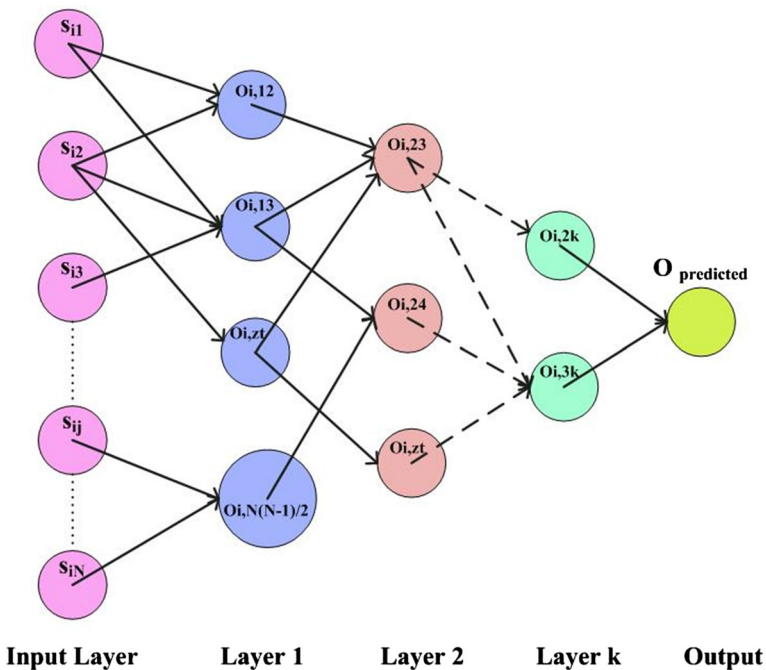 si1
si2
si3
sij
siN
Oi,12
Oi,13
Oi,zt
Oi,N(N-1)/2
Oi,23
Oi,24
Oi,zt
Oi,2k
Oi,3k
O predicted
Input Layer Layer 1 Layer 2 Layer k Output